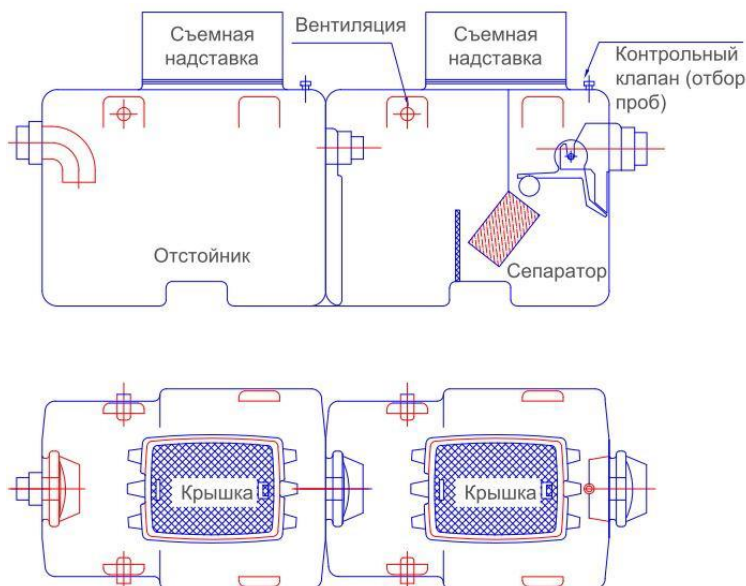 Съемная
надставка
Вентиляция
Съемная
надставка
Контрольный
клапан (отбор
проб)
Отстойник
Сепаратор
Крышка
Крышка